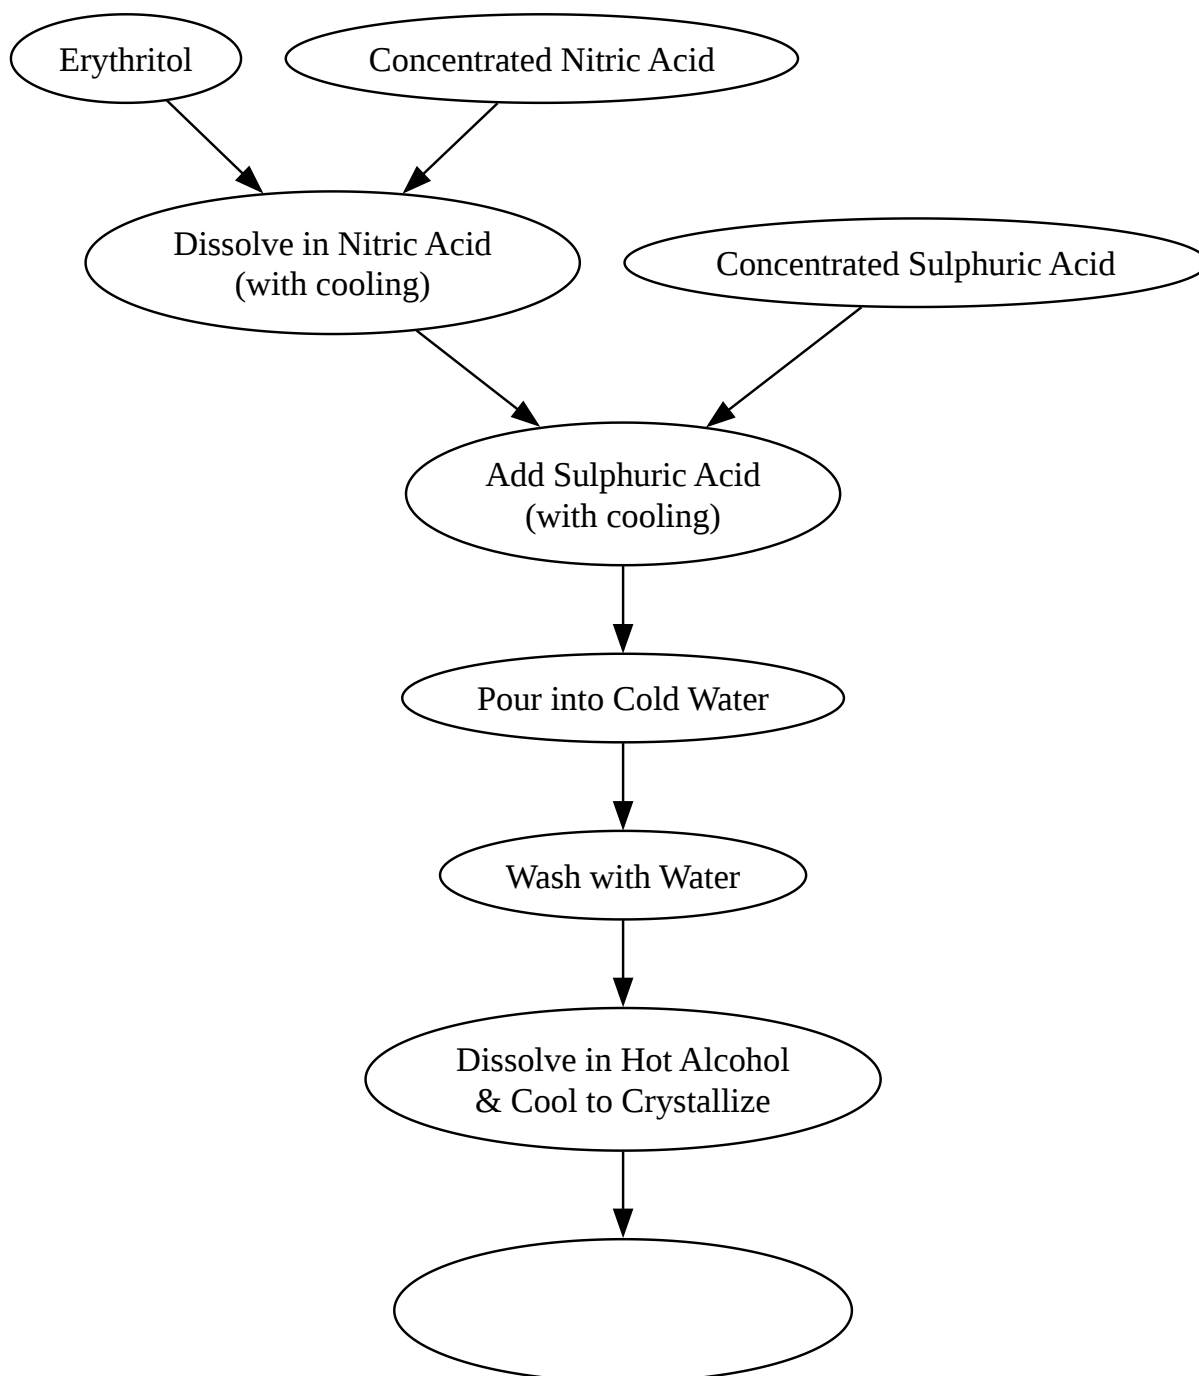 Erythritol
Concentrated Nitric Acid
Dissolve in Nitric Acid
(with cooling)
Concentrated Sulphuric Acid
Add Sulphuric Acid
(with cooling)
Pour into Cold Water
Wash with Water
Dissolve in Hot Alcohol
& Cool to Crystallize